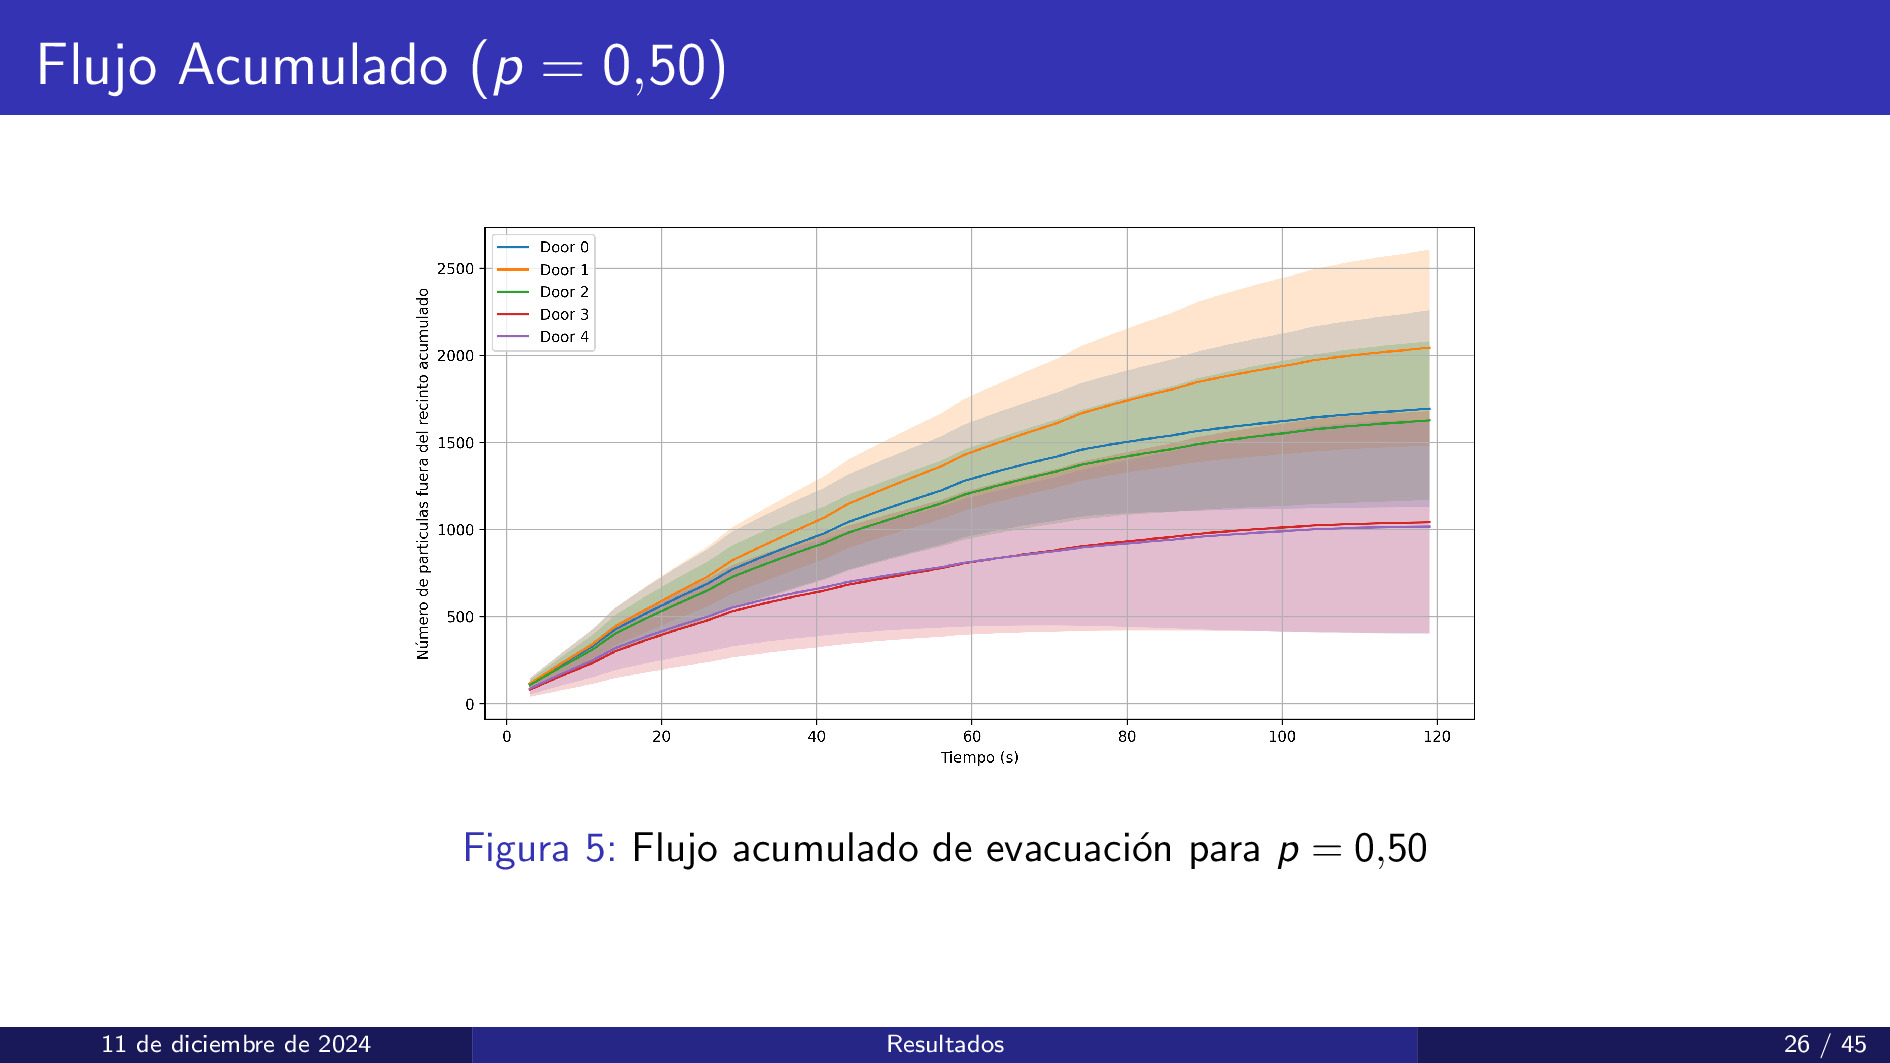 Flujo Acumulado (p = 0,50)
Door 0
Door 1
Door 2
Door 3
Door 4
2500
2000
1500
1000
500
0
Número de particulas fuera del recinto acumulado
0 20 40 60 80 100 120
Tiempo (s)
Figura 5: Flujo acumulado de evacuación para p = 0,50
11 de diciembre de 2024 Resultados 26 / 45